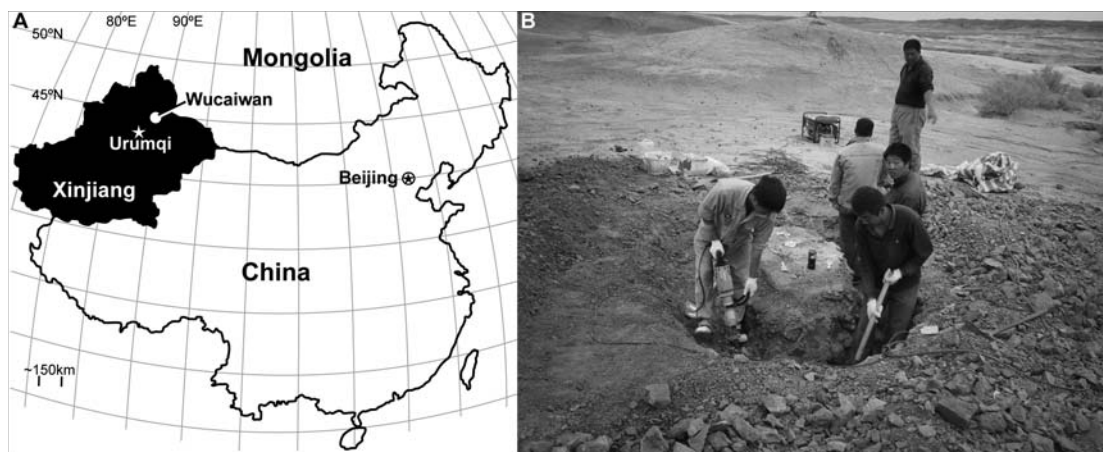 A
80ºE
90ºE
50ºN
45ºN
Mongolia
Wucaiwan
Urumqi
Xinjiang
Beijing
China
~150km
B